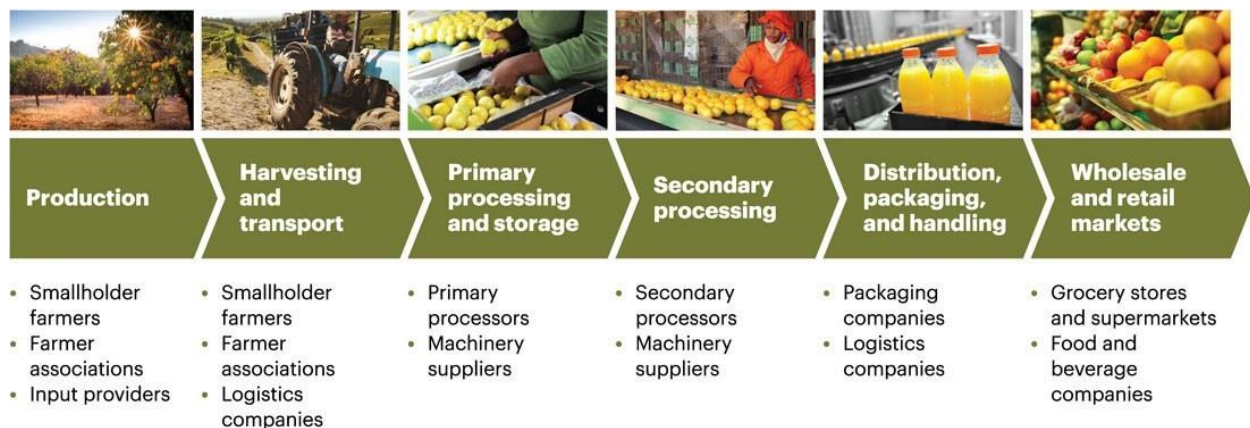 Production
Harvesting
and
transport
Primary
processing
and storage
Secondary
processing
Distribution,
packaging,
and handling
Wholesale
and retail
markets
• Smallholder
farmers
• Farmer
associations
• Input providers
• Smallholder
farmers
• Farmer
associations
• Logistics
companies
• Primary
processors
• Machinery
suppliers
• Secondary
processors
• Machinery
suppliers
• Packaging
companies
• Logistics
companies
• Grocery stores
and supermarkets
• Food and
beverage
companies